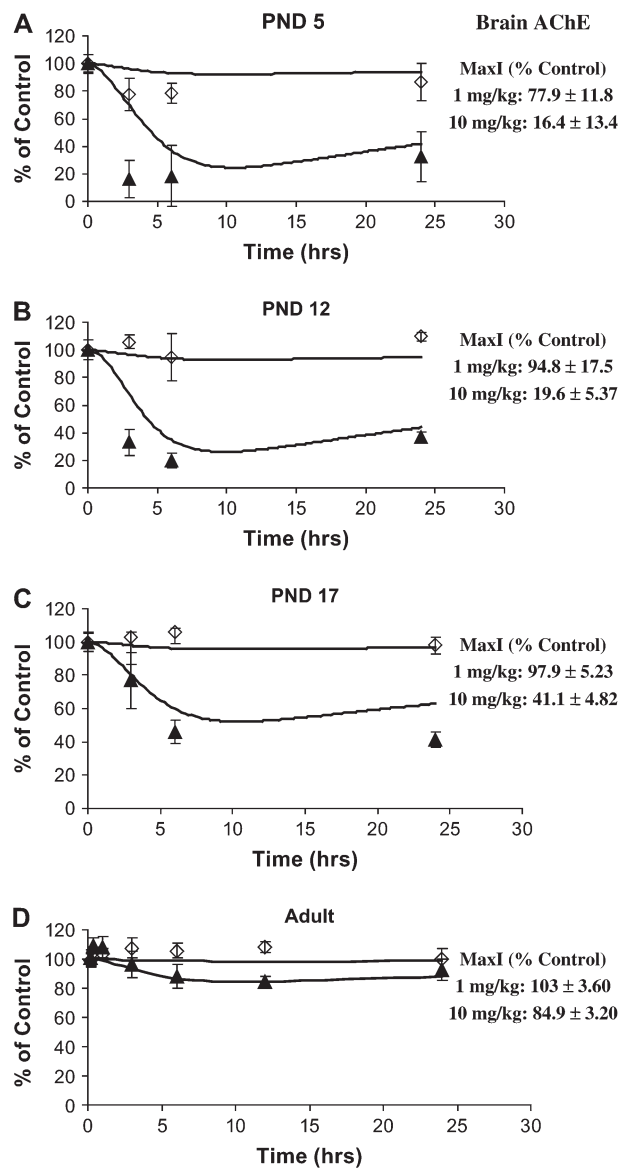 A
PND 5
Brain AChE
120
100
80
60
40
20
0
% of Control
MaxI (% Control)
1 mg/kg: 77.9 ± 11.8
10 mg/kg: 16.4 ± 13.4
0 5 10 15 20 25 30
Time (hrs)
B
PND 12
120
100
80
60
40
20
0
% of Control
MaxI (% Control)
1 mg/kg: 94.8 ± 17.5
10 mg/kg: 19.6 ± 5.37
0 5 10 15 20 25 30
Time (hrs)
C
PND 17
120
100
80
60
40
20
0
% of Control
MaxI (% Control)
1 mg/kg: 97.9 ± 5.23
10 mg/kg: 41.1 ± 4.82
0 5 10 15 20 25 30
Time (hrs)
D
Adult
120
100
80
60
40
20
0
% of Control
MaxI (% Control)
1 mg/kg: 103 ± 3.60
10 mg/kg: 84.9 ± 3.20
0 5 10 15 20 25 30
Time (hrs)